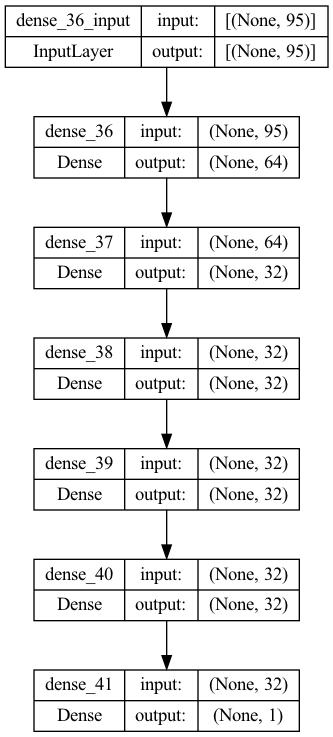 dense_36_input input: [(None, 95)]
InputLayer output: [(None, 95)]
dense_36 input: (None, 95)
Dense output: (None, 64)
dense_37 input: (None, 64)
Dense output: (None, 32)
dense_38 input: (None, 32)
Dense output: (None, 32)
dense_39 input: (None, 32)
Dense output: (None, 32)
dense_40 input: (None, 32)
Dense output: (None, 32)
dense_41 input: (None, 32)
Dense output: (None, 1)